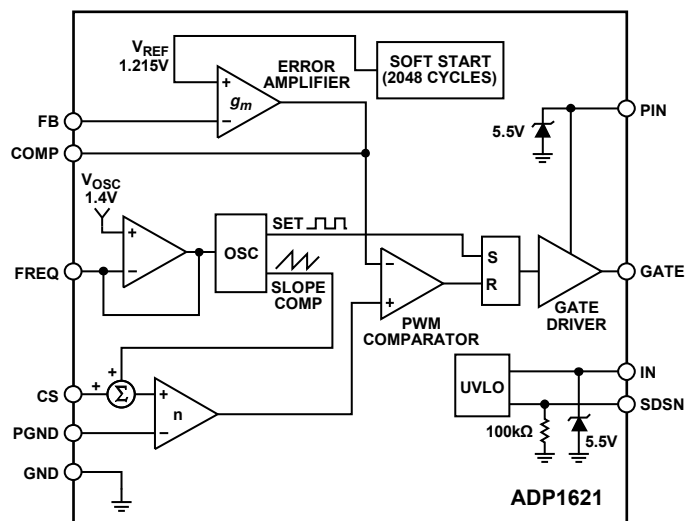 VREF
1.215V
ERROR
AMPLIFIER
SOFT START
(2048 CYCLES)
+
gm
−
FB
COMP
PIN
5.5V
VOSC
1.4V
+
−
FREQ
OSC
SET
SLOPE
COMP
−
+
PWM
COMPARATOR
S
R
GATE
DRIVER
GATE
+
+
CS
Σ
+
n
−
PGND
GND
UVLO
IN
SDSN
100kΩ
5.5V
ADP1621